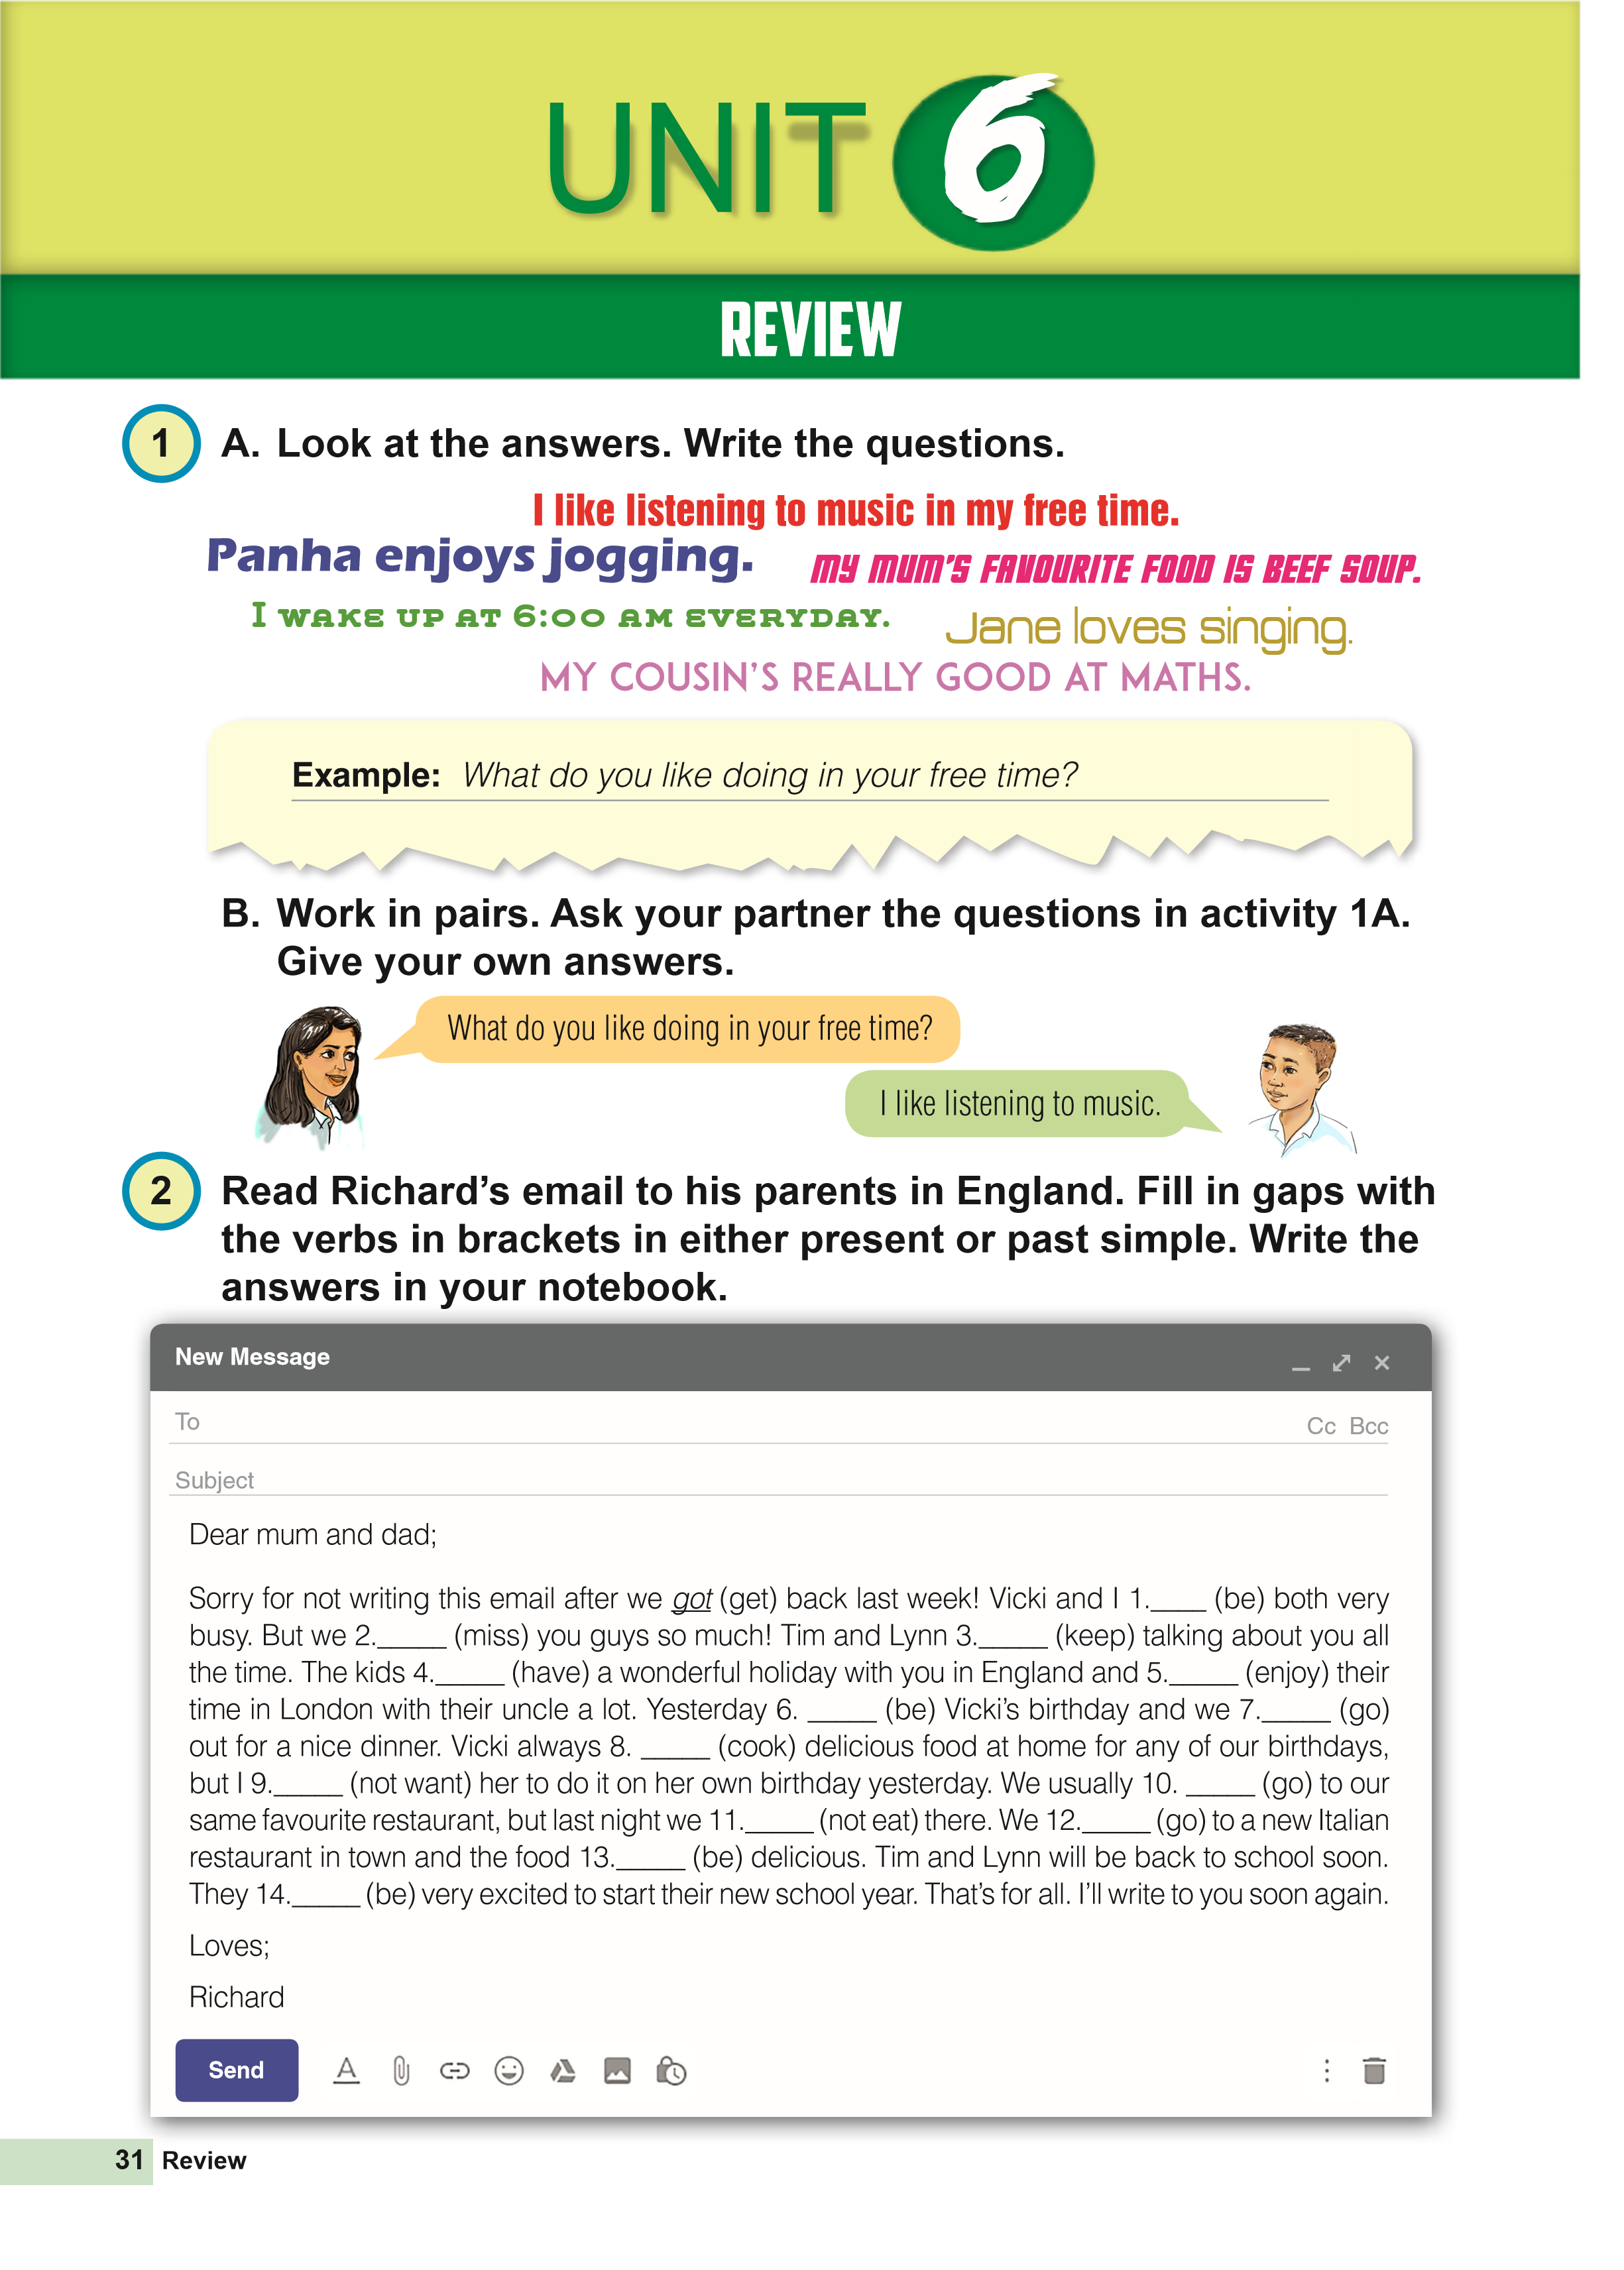 UNIT 6
REVIEW
1 A. Look at the answers. Write the questions.
I like listening to music in my free time.
Panha enjoys jogging.
MY MUM'S FAVOURITE FOOD IS BEEF SOUP.
I WAKE UP AT 6:00 AM EVERYDAY.
Jane loves singing.
MY COUSIN'S REALLY GOOD AT MATHS.
Example: What do you like doing in your free time?
B. Work in pairs. Ask your partner the questions in activity 1A.
Give your own answers.
What do you like doing in your free time?
I like listening to music.
2 Read Richard's email to his parents in England. Fill in gaps with
the verbs in brackets in either present or past simple. Write the
answers in your notebook.
New Message
To Cc Bcc
Subject
Dear mum and dad;
Sorry for not writing this email after we got (get) back last week! Vicki and I 1.____ (be) both very
busy. But we 2._____ (miss) you guys so much! Tim and Lynn 3._____ (keep) talking about you all
the time. The kids 4._____ (have) a wonderful holiday with you in England and 5._____ (enjoy) their
time in London with their uncle a lot. Yesterday 6. _____ (be) Vicki's birthday and we 7._____ (go)
out for a nice dinner. Vicki always 8. _____ (cook) delicious food at home for any of our birthdays,
but I 9._____ (not want) her to do it on her own birthday yesterday. We usually 10. _____ (go) to our
same favourite restaurant, but last night we 11._____ (not eat) there. We 12._____ (go) to a new Italian
restaurant in town and the food 13._____ (be) delicious. Tim and Lynn will be back to school soon.
They 14._____ (be) very excited to start their new school year. That's for all. I'll write to you soon again.
Loves;
Richard
Send
31 Review